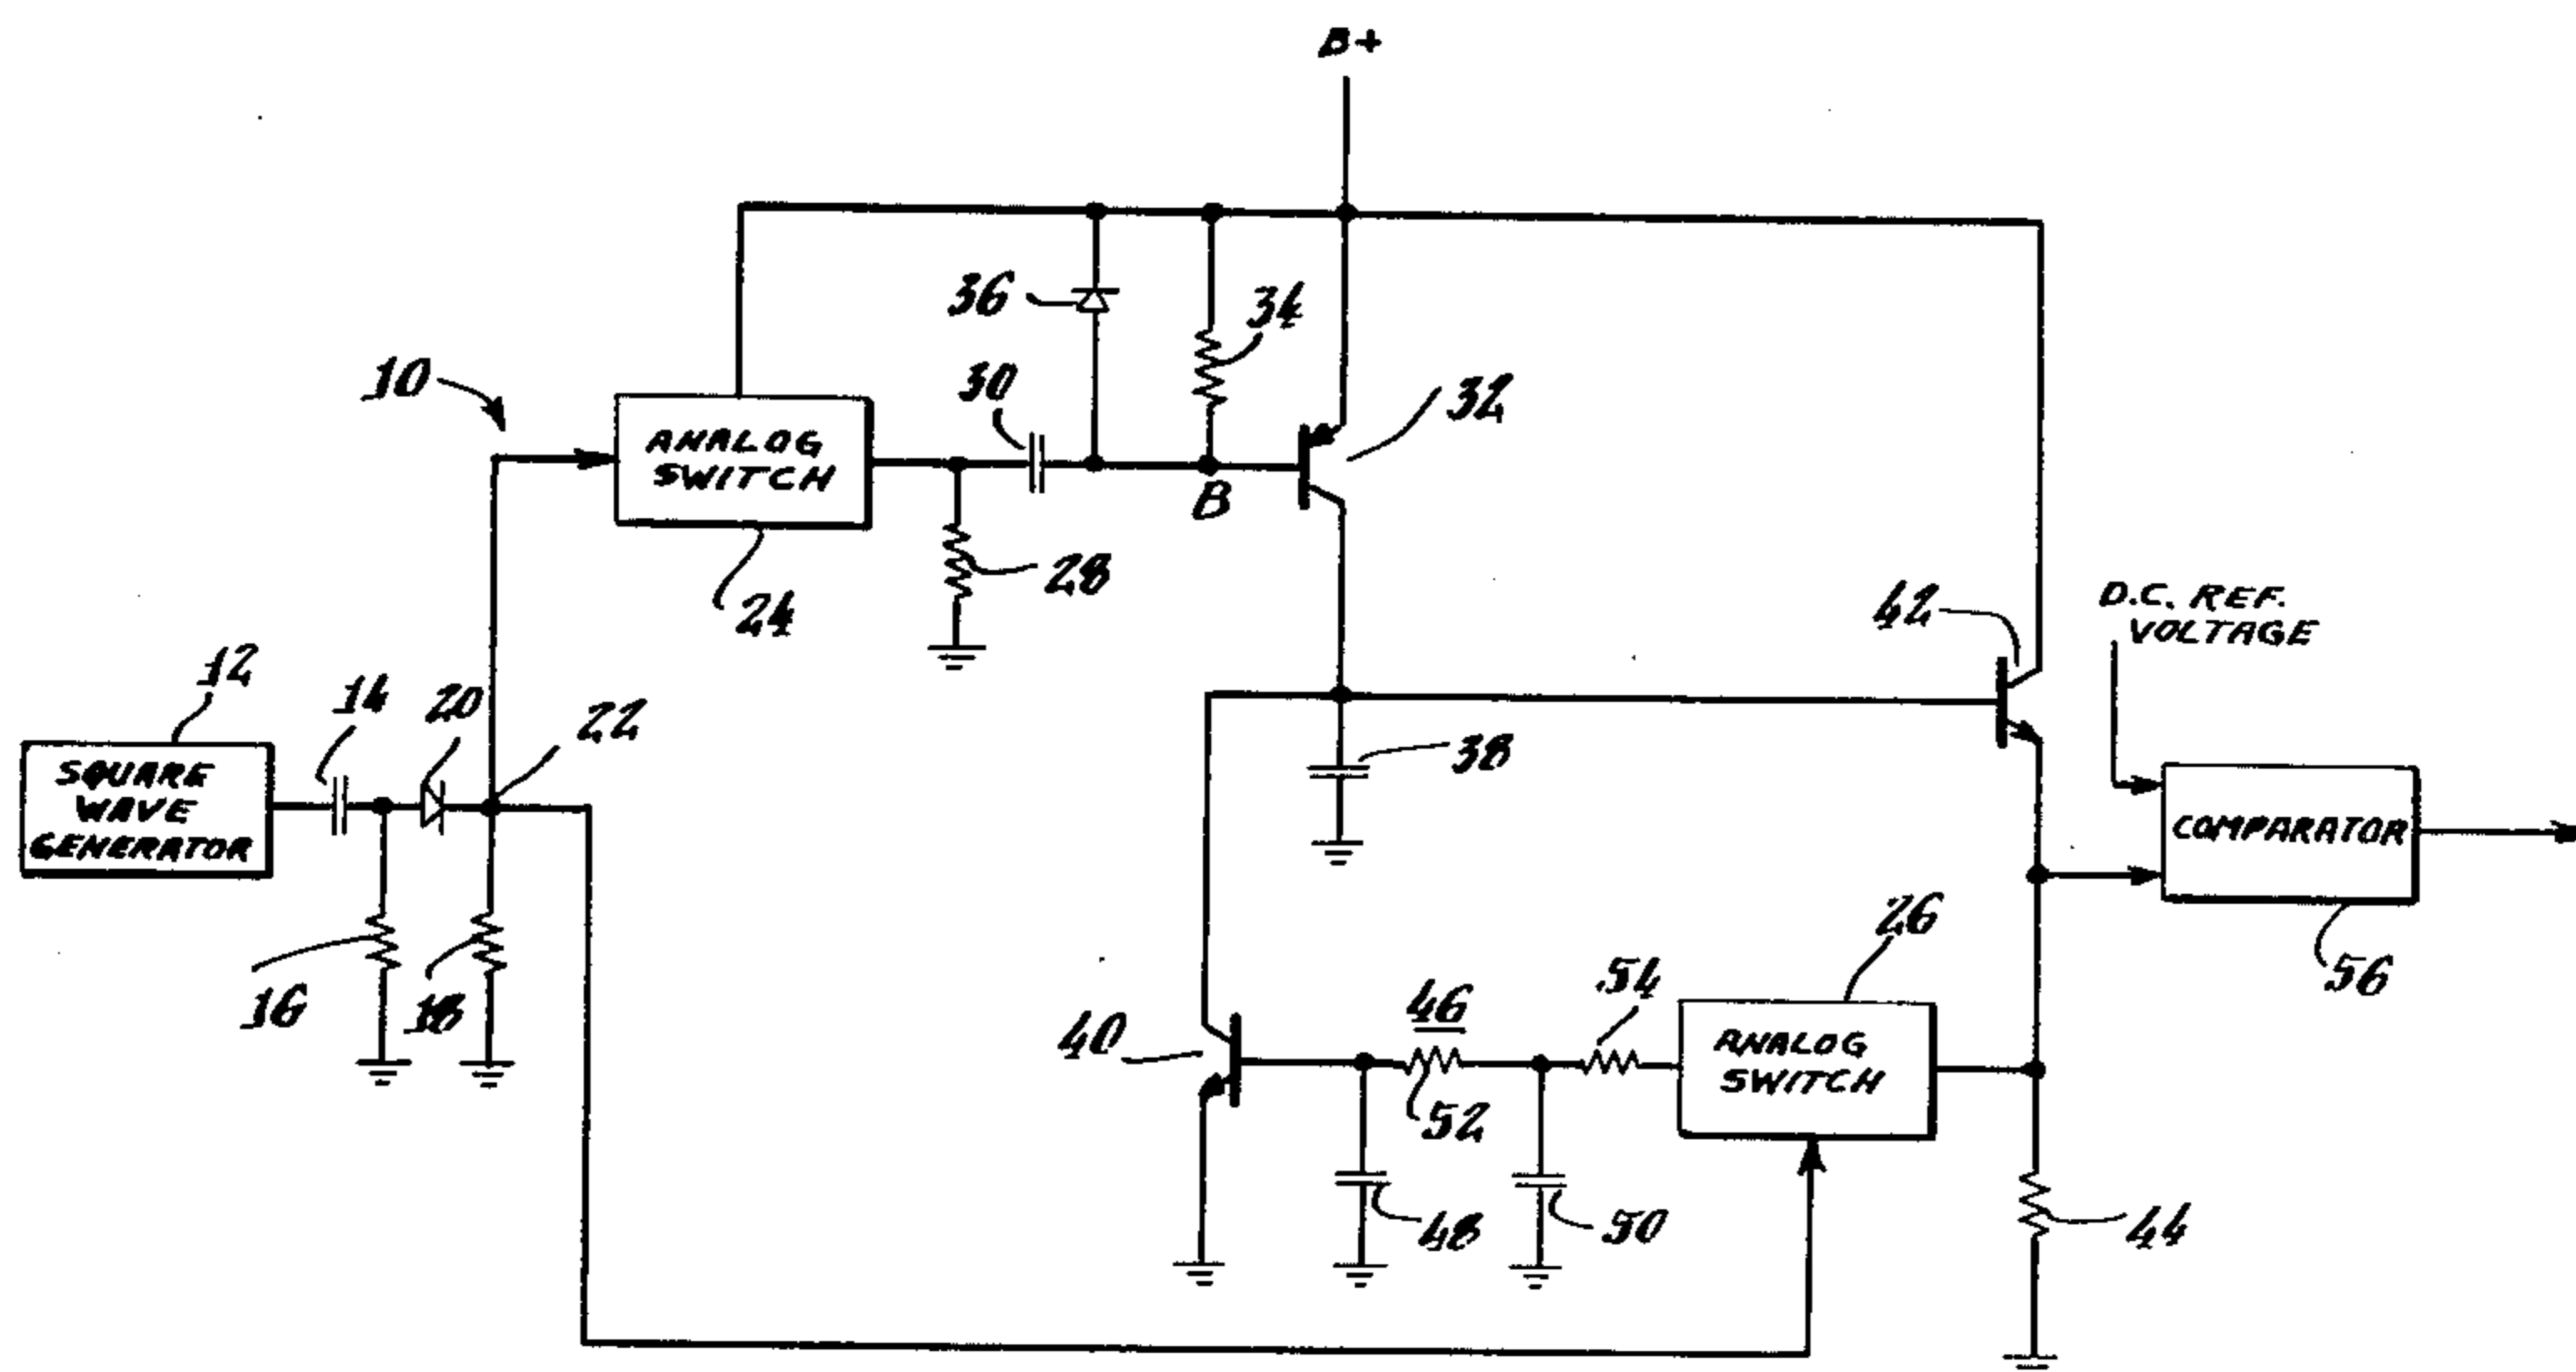 B+
36
34
10
30
32
ANALOG
SWITCH
B
28
24
42
D.C. REF.
VOLTAGE
12
14
20
22
38
SQUARE
WAVE
GENERATOR
COMPARATOR
26
16
18
54
46
56
40
ANALOG
SWITCH
52
48
50
44